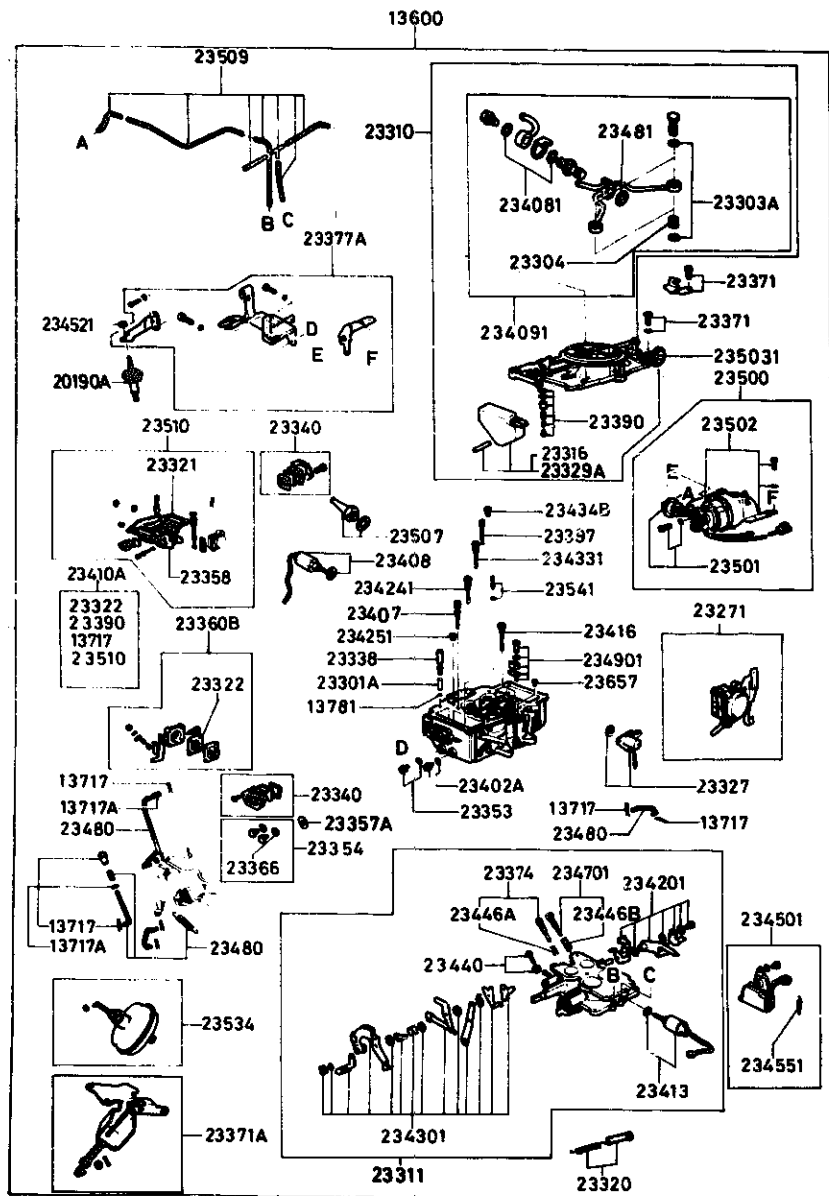 13600
23509
A
B
C
23310
23481
234081
23303A
23304
23377A
23371
234521
D
E
F
234091
23371
20190A
235031
23500
23510
23340
23390
23502
23321
23316
23329A
E
A
F
23434B
23507
23397
23408
234331
23501
23358
23410A
234241
23541
23322
23390
13717
23510
23407
23271
23360B
234251
23416
23338
234901
23322
23301A
23657
13781
D
13717
23402A
23327
13717A
23340
23353
13717
23480
23357A
23480
13717
23354
23366
23374
234701
234201
13717
23446A
23446B
234501
13717A
23480
23440
B
C
23534
234551
23413
23371A
234301
23311
23320